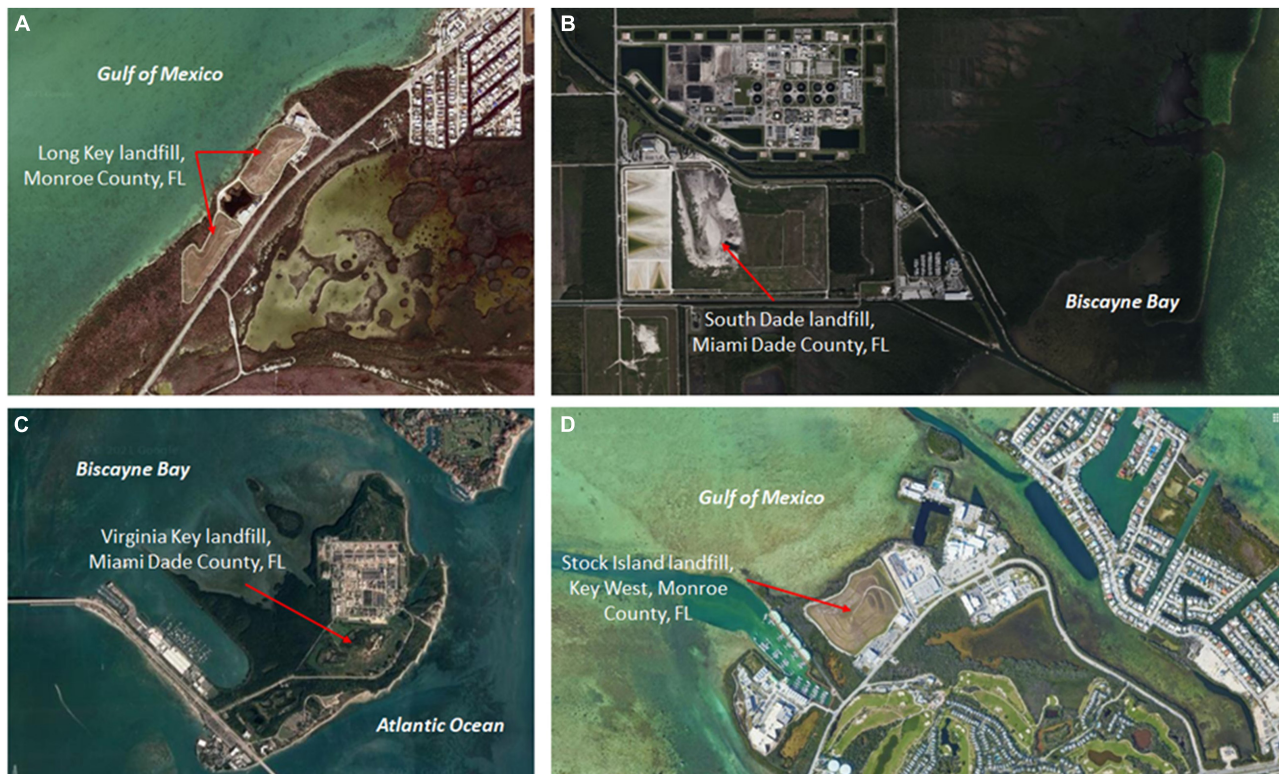 A
Gulf of Mexico
Long Key landfill,
Monroe County, FL
B
Biscayne Bay
South Dade landfill,
Miami Dade County, FL
C
Biscayne Bay
Virginia Key landfill,
Miami Dade County, FL
Atlantic Ocean
D
Gulf of Mexico
Stock Island landfill,
Key West, Monroe
County, FL